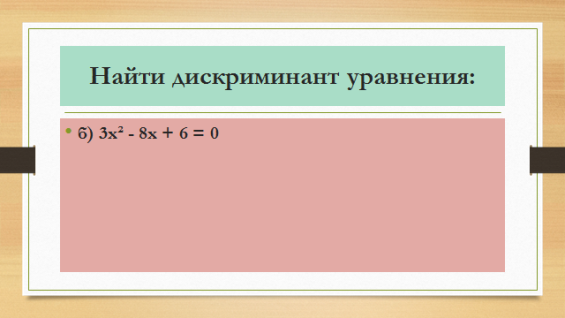 Найти дискриминант уравнения:
• б) 3x² - 8x + 6 = 0